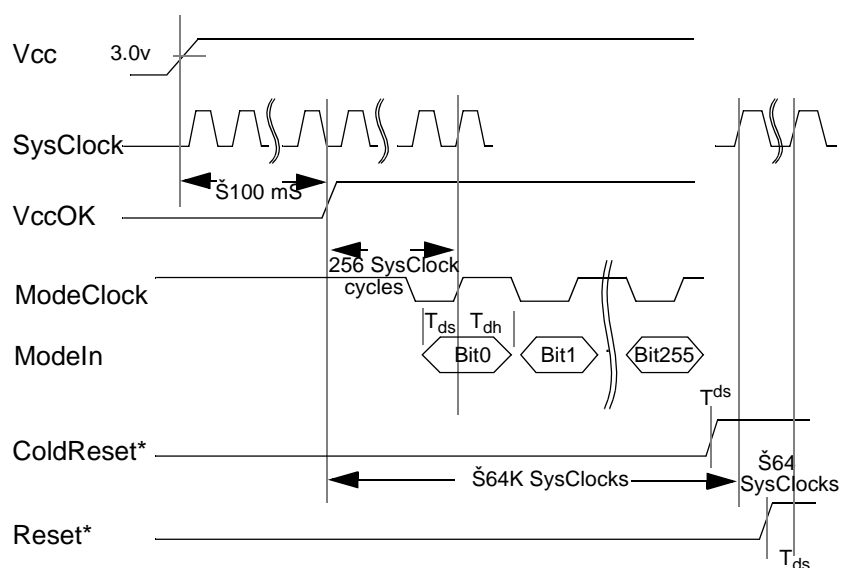 Vcc 3.0v
SysClock
Š100 mS
VccOK
256 SysClock
cycles
ModeClock
Tds Tdh
ModeIn Bit0 Bit1 Bit255
Tds
ColdReset*
Š64K SysClocks
Š64
SysClocks
Reset*
Tds